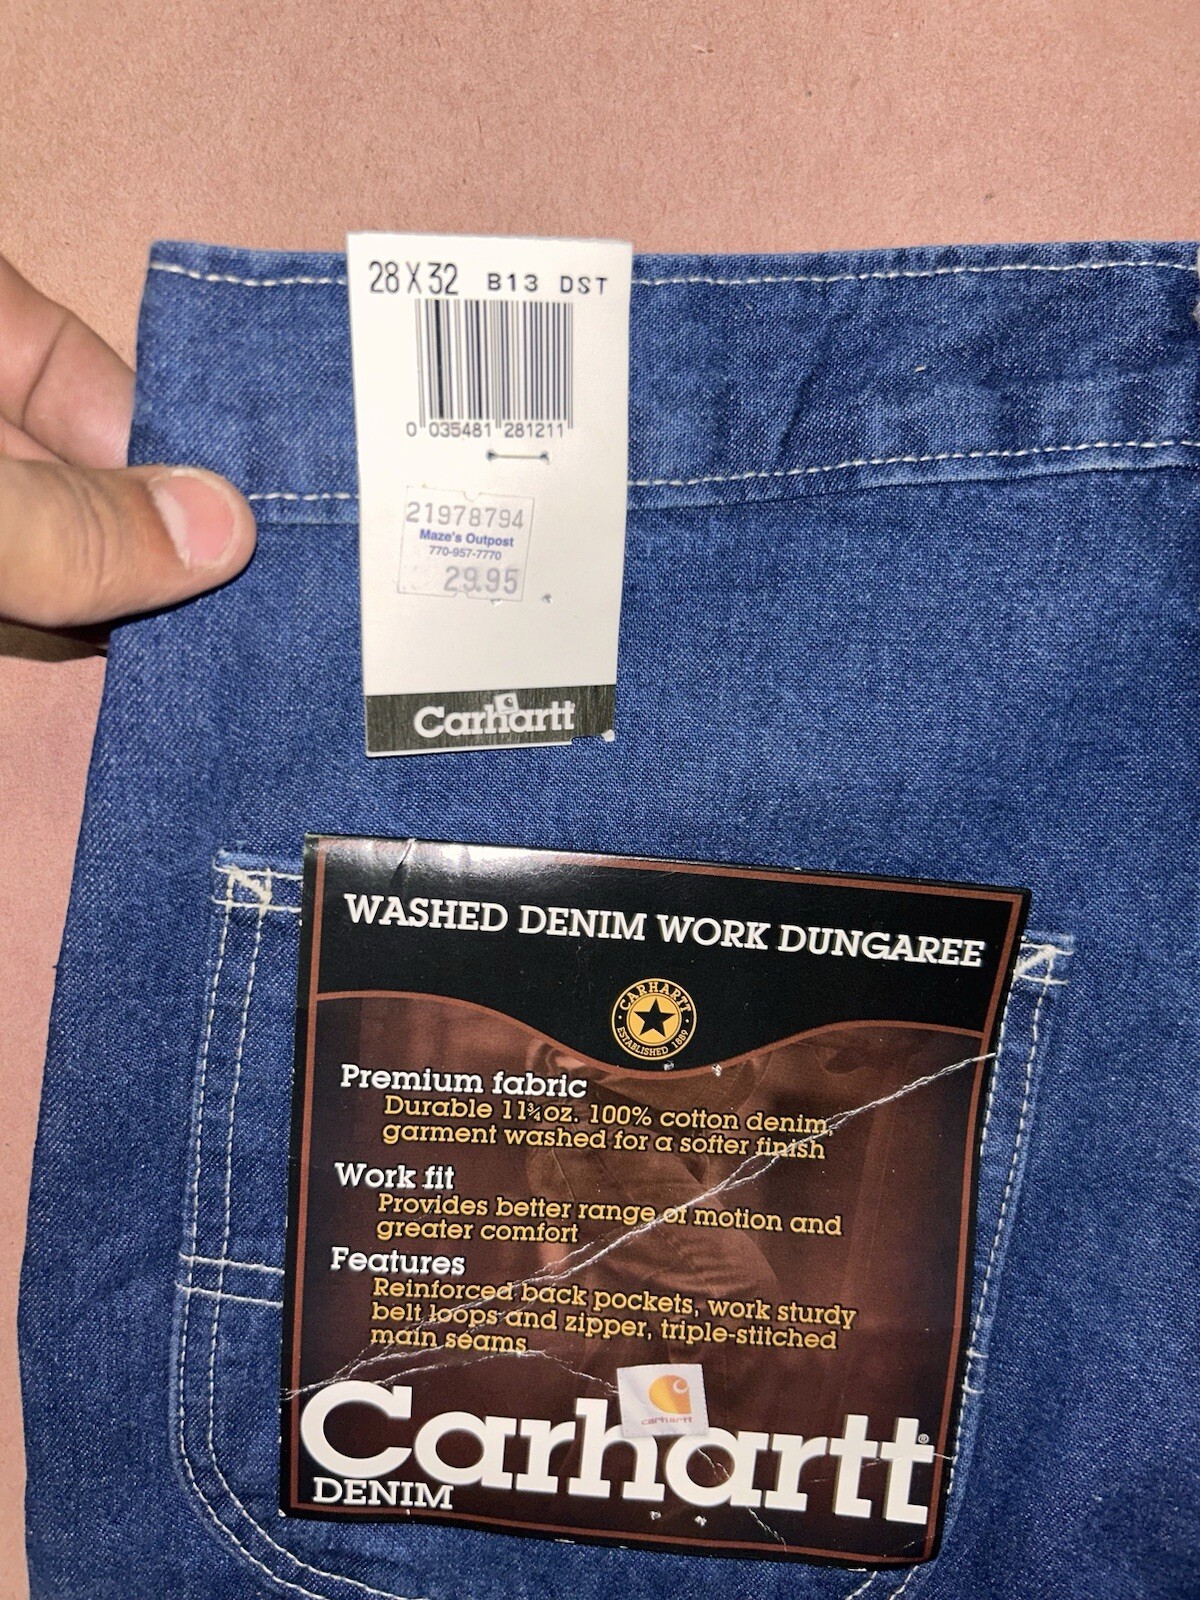 28 X 32 B13 DST
0 035481 281211
21978794
Maze's Outpost
770-957-7770
29.95
Carhartt
WASHED DENIM WORK DUNGAREE
CARHARTT
ESTABLISHED 1889
Premium fabric
Durable 11¾oz. 100% cotton denim,
garment washed for a softer finish
Work fit
Provides better range of motion and
greater comfort
Features
Reinforced back pockets, work sturdy
belt loops and zipper, triple-stitched
main seams
carhartt
Carhartt®
DENIM